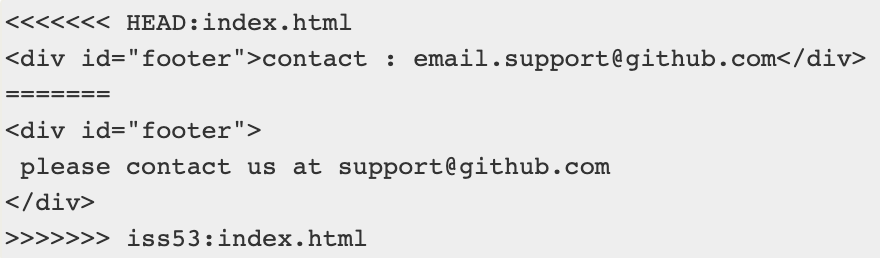 <<<<<<< HEAD:index.html
<div id="footer">contact : email.support@github.com</div>
=======
<div id="footer">
 please contact us at support@github.com
</div>
>>>>>>> iss53:index.html